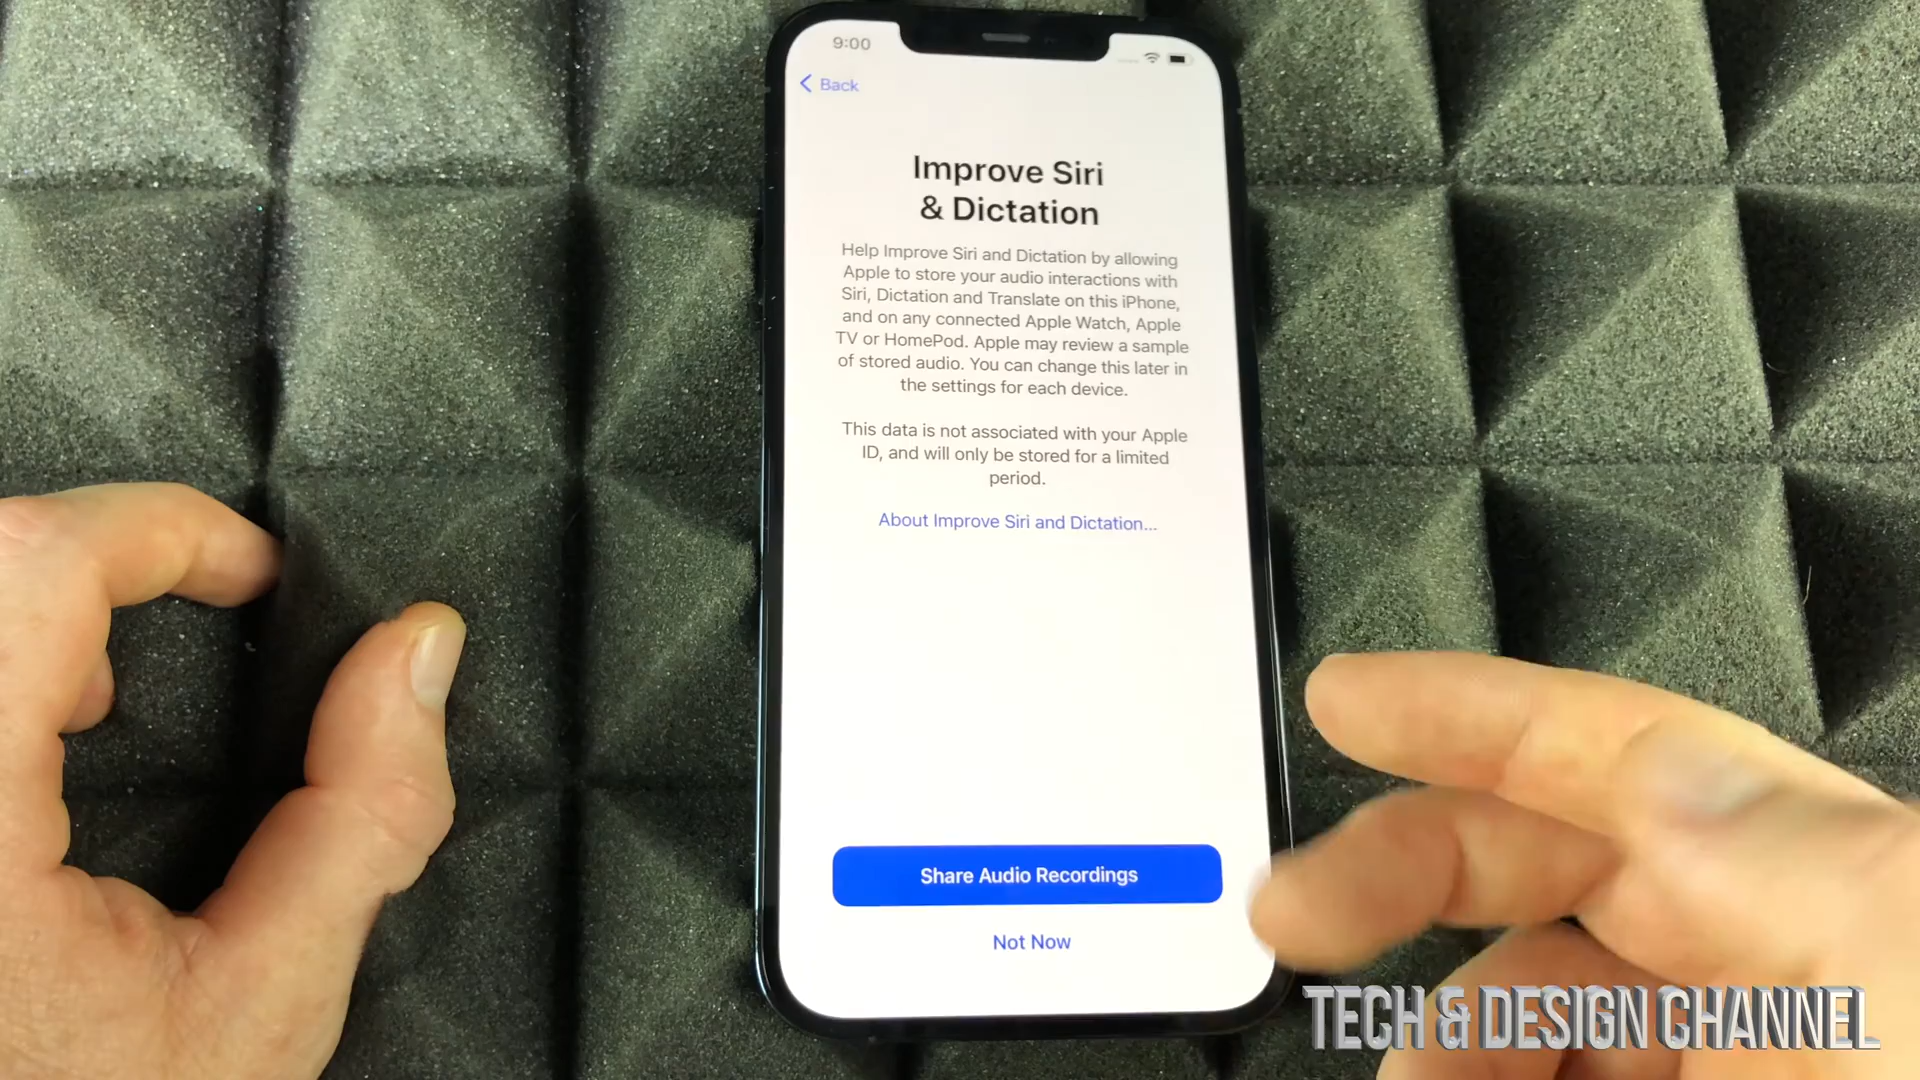 9:00
Back
Improve Siri
& Dictation
Help Improve Siri and Dictation by allowing
Apple to store your audio interactions with
Siri, Dictation and Translate on this iPhone,
and on any connected Apple Watch, Apple
TV or HomePod. Apple may review a sample
of stored audio. You can change this later in
the settings for each device.
This data is not associated with your Apple
ID, and will only be stored for a limited
period.
About Improve Siri and Dictation...
Share Audio Recordings
Not Now
TECH & DESIGN CHANNEL